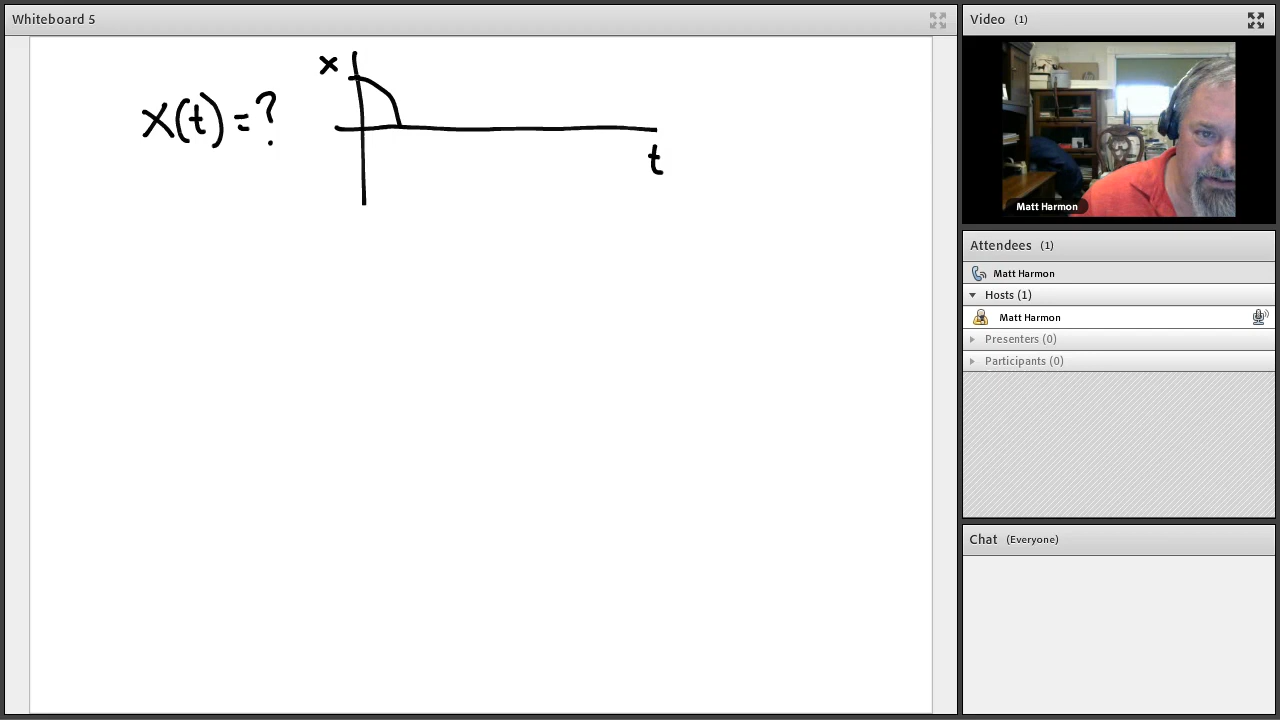 Whiteboard 5
X(t)=?
x
t
Video (1)
Matt Harmon
Attendees (1)
Matt Harmon
Hosts (1)
Matt Harmon
Presenters (0)
Participants (0)
Chat (Everyone)